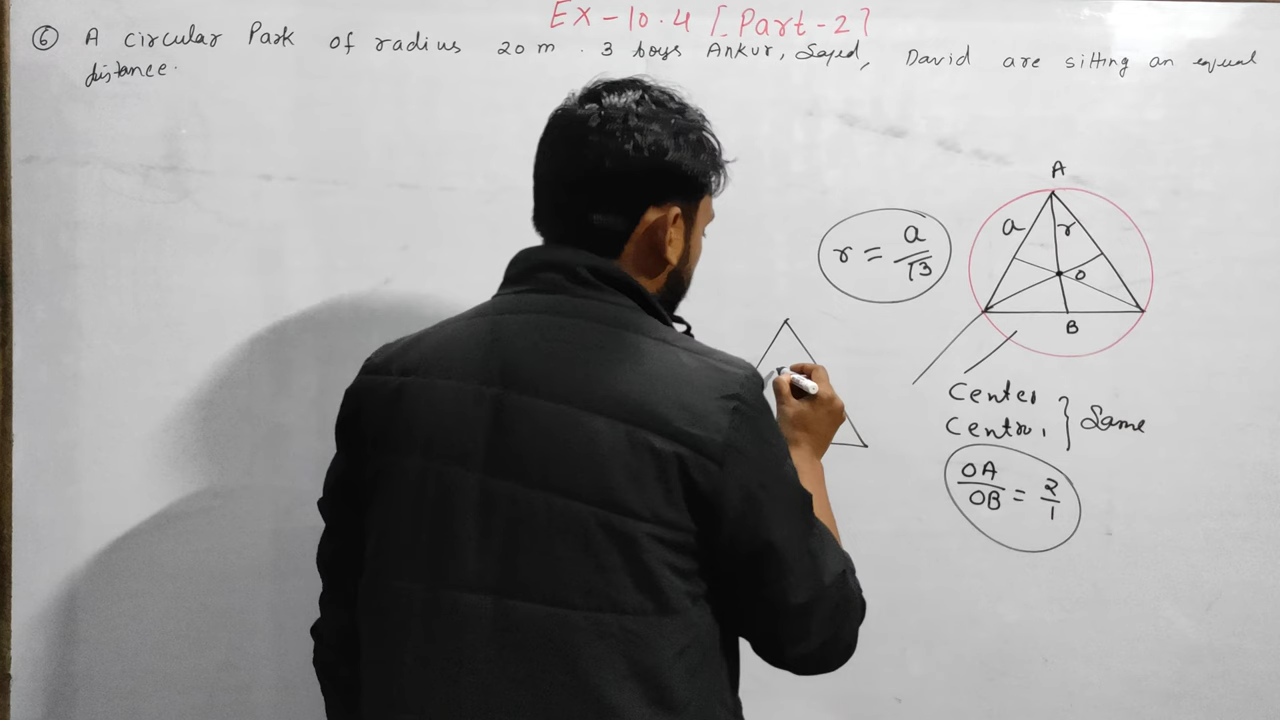 EX-10.4 [Part-2]
⑥ A circular Park of radius 20 m . 3 boys Ankur, Sayed, David are sitting an equal
distance.
A
a r
r = a/√3
O
B
Center
Centro.
} Same
OA/OB = 2/1